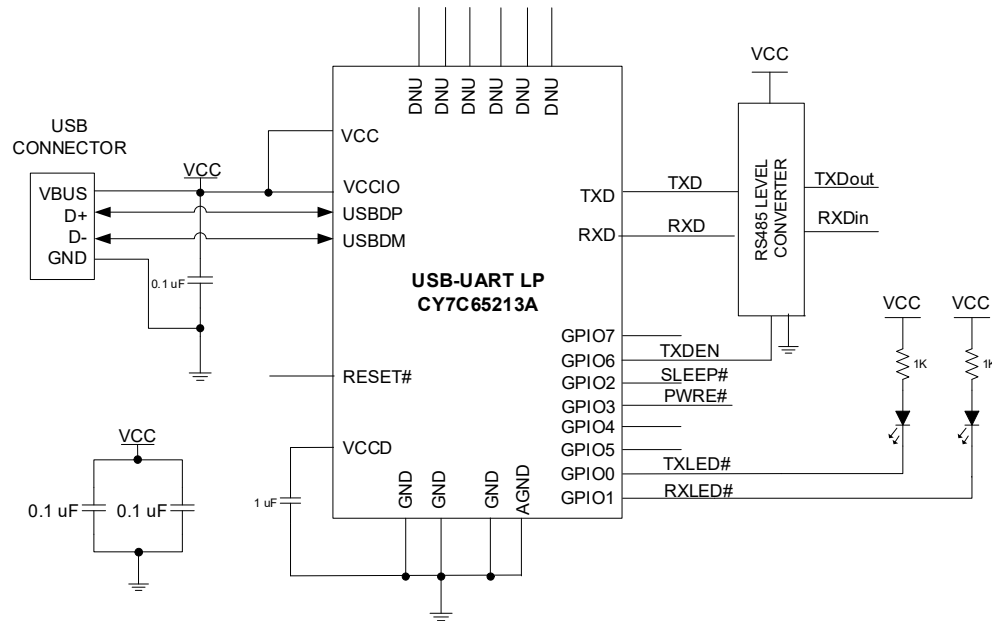 DNU
DNU
DNU
DNU
DNU
DNU
USB
CONNECTOR
VBUS
D+
D-
GND
VCC
0.1 uF
VCC
VCCIO
USBDP
USBDM
USB-UART LP
CY7C65213A
RESET#
VCCD
1 uF
GND
GND
GND
AGND
TXD
RXD
GPIO7
GPIO6
GPIO2
GPIO3
GPIO4
GPIO5
GPIO0
GPIO1
TXD
RXD
TXDEN
SLEEP#
PWRE#
TXLED#
RXLED#
VCC
RS485 LEVEL
CONVERTER
TXDout
RXDin
VCC
VCC
1K
1K
VCC
0.1 uF
0.1 uF